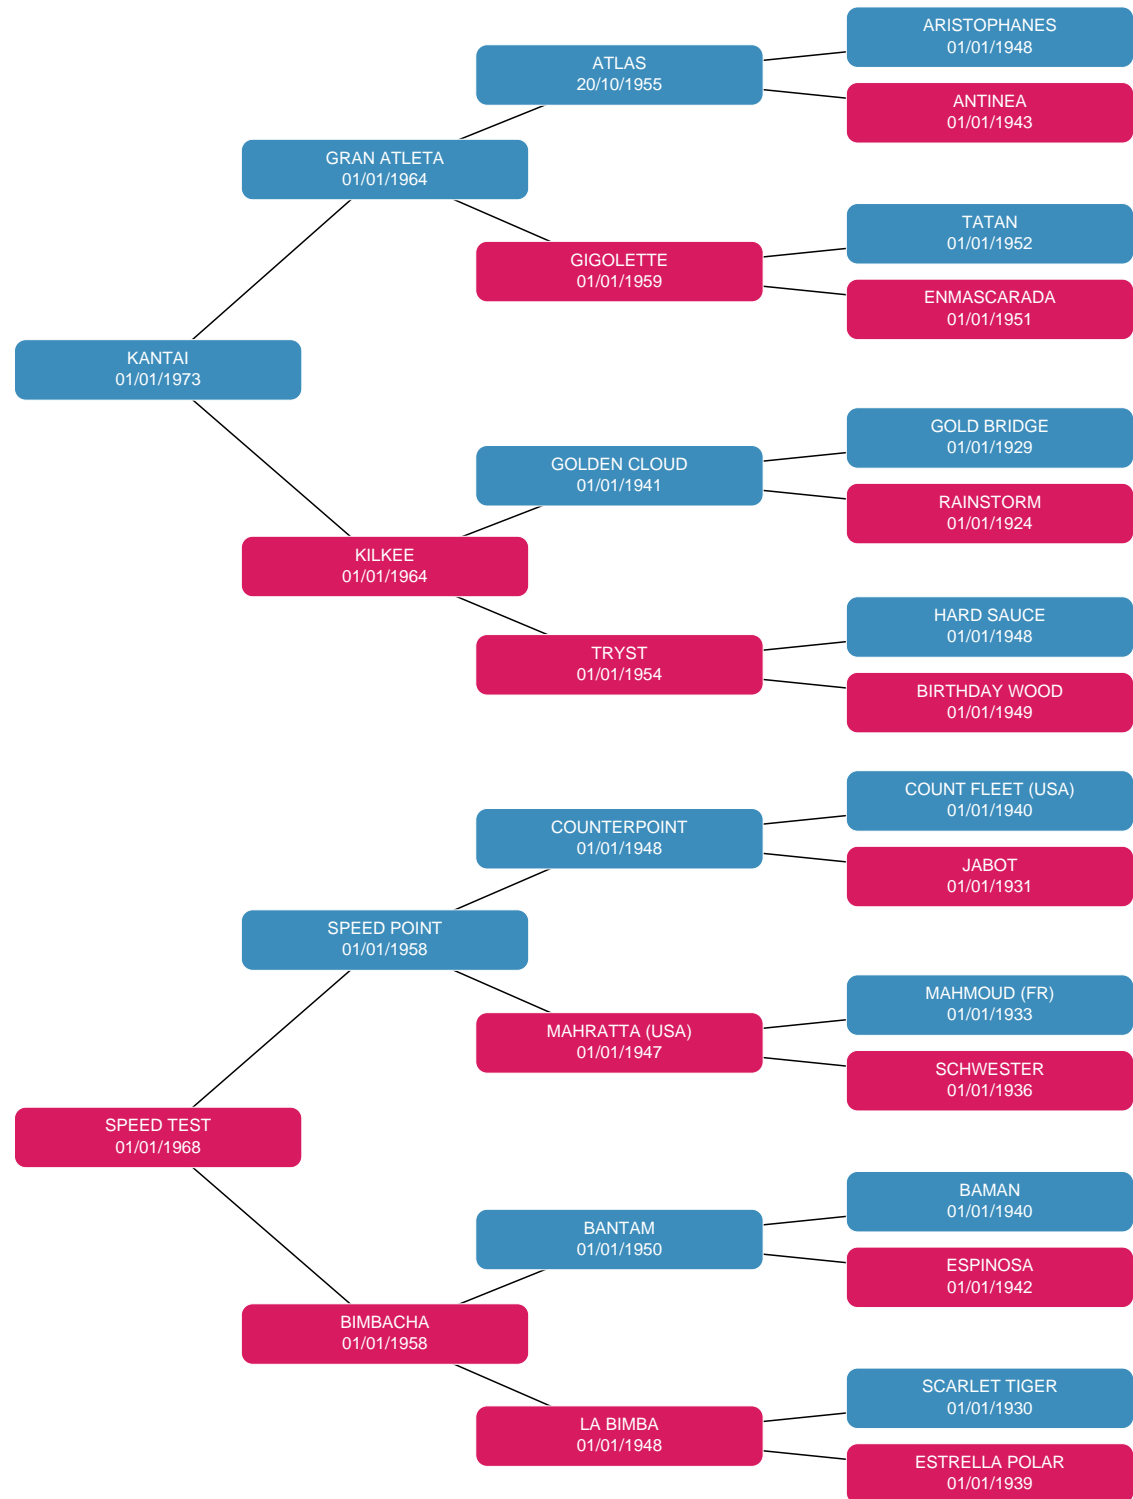 ARISTOPHANES
01/01/1948
ATLAS
20/10/1955
ANTINEA
01/01/1943
GRAN ATLETA
01/01/1964
TATAN
01/01/1952
GIGOLETTE
01/01/1959
ENMASCARADA
01/01/1951
KANTAI
01/01/1973
GOLD BRIDGE
01/01/1929
GOLDEN CLOUD
01/01/1941
RAINSTORM
01/01/1924
KILKEE
01/01/1964
HARD SAUCE
01/01/1948
TRYST
01/01/1954
BIRTHDAY WOOD
01/01/1949
COUNT FLEET (USA)
01/01/1940
COUNTERPOINT
01/01/1948
JABOT
01/01/1931
SPEED POINT
01/01/1958
MAHMOUD (FR)
01/01/1933
MAHRATTA (USA)
01/01/1947
SCHWESTER
01/01/1936
SPEED TEST
01/01/1968
BAMAN
01/01/1940
BANTAM
01/01/1950
ESPINOSA
01/01/1942
BIMBACHA
01/01/1958
SCARLET TIGER
01/01/1930
LA BIMBA
01/01/1948
ESTRELLA POLAR
01/01/1939